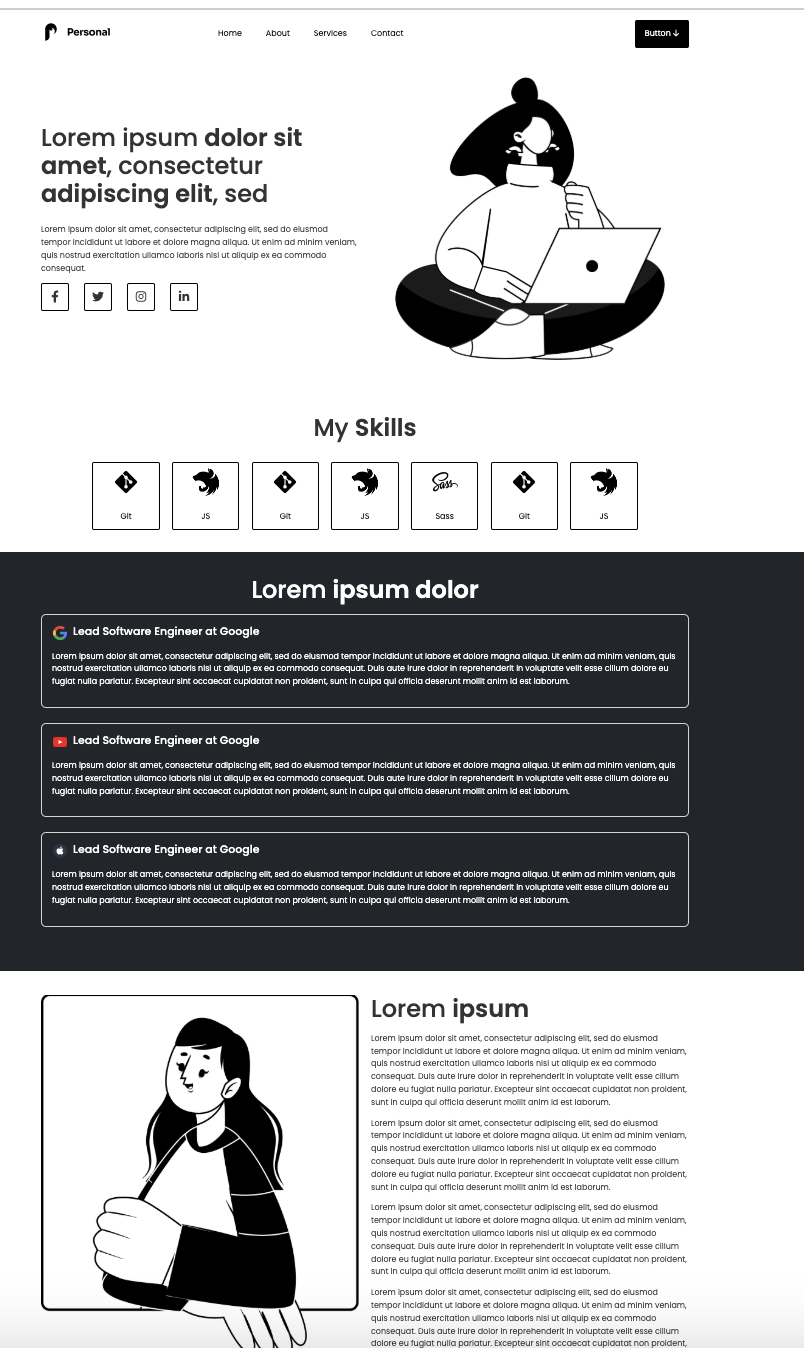 Personal
Home About Services Contact
Button ↓
Lorem ipsum dolor sit
amet, consectetur
adipiscing elit, sed
Lorem ipsum dolor sit amet, consectetur adipiscing elit, sed do eiusmod
tempor incididunt ut labore et dolore magna aliqua. Ut enim ad minim veniam,
quis nostrud exercitation ullamco laboris nisi ut aliquip ex ea commodo
consequat.
My Skills
Git JS Git JS Sass Git JS
Lorem ipsum dolor
Lead Software Engineer at Google
Lorem ipsum dolor sit amet, consectetur adipiscing elit, sed do eiusmod tempor incididunt ut labore et dolore magna aliqua. Ut enim ad minim veniam, quis
nostrud exercitation ullamco laboris nisi ut aliquip ex ea commodo consequat. Duis aute irure dolor in reprehenderit in voluptate velit esse cillum dolore eu
fugiat nulla pariatur. Excepteur sint occaecat cupidatat non proident, sunt in culpa qui officia deserunt mollit anim id est laborum.
Lead Software Engineer at Google
Lorem ipsum dolor sit amet, consectetur adipiscing elit, sed do eiusmod tempor incididunt ut labore et dolore magna aliqua. Ut enim ad minim veniam, quis
nostrud exercitation ullamco laboris nisi ut aliquip ex ea commodo consequat. Duis aute irure dolor in reprehenderit in voluptate velit esse cillum dolore eu
fugiat nulla pariatur. Excepteur sint occaecat cupidatat non proident, sunt in culpa qui officia deserunt mollit anim id est laborum.
Lead Software Engineer at Google
Lorem ipsum dolor sit amet, consectetur adipiscing elit, sed do eiusmod tempor incididunt ut labore et dolore magna aliqua. Ut enim ad minim veniam, quis
nostrud exercitation ullamco laboris nisi ut aliquip ex ea commodo consequat. Duis aute irure dolor in reprehenderit in voluptate velit esse cillum dolore eu
fugiat nulla pariatur. Excepteur sint occaecat cupidatat non proident, sunt in culpa qui officia deserunt mollit anim id est laborum.
Lorem ipsum
Lorem ipsum dolor sit amet, consectetur adipiscing elit, sed do eiusmod
tempor incididunt ut labore et dolore magna aliqua. Ut enim ad minim veniam,
quis nostrud exercitation ullamco laboris nisi ut aliquip ex ea commodo
consequat. Duis aute irure dolor in reprehenderit in voluptate velit esse cillum
dolore eu fugiat nulla pariatur. Excepteur sint occaecat cupidatat non proident,
sunt in culpa qui officia deserunt mollit anim id est laborum.
Lorem ipsum dolor sit amet, consectetur adipiscing elit, sed do eiusmod
tempor incididunt ut labore et dolore magna aliqua. Ut enim ad minim veniam,
quis nostrud exercitation ullamco laboris nisi ut aliquip ex ea commodo
consequat. Duis aute irure dolor in reprehenderit in voluptate velit esse cillum
dolore eu fugiat nulla pariatur. Excepteur sint occaecat cupidatat non proident,
sunt in culpa qui officia deserunt mollit anim id est laborum.
Lorem ipsum dolor sit amet, consectetur adipiscing elit, sed do eiusmod
tempor incididunt ut labore et dolore magna aliqua. Ut enim ad minim veniam,
quis nostrud exercitation ullamco laboris nisi ut aliquip ex ea commodo
consequat. Duis aute irure dolor in reprehenderit in voluptate velit esse cillum
dolore eu fugiat nulla pariatur. Excepteur sint occaecat cupidatat non proident,
sunt in culpa qui officia deserunt mollit anim id est laborum.
Lorem ipsum dolor sit amet, consectetur adipiscing elit, sed do eiusmod
tempor incididunt ut labore et dolore magna aliqua. Ut enim ad minim veniam,
quis nostrud exercitation ullamco laboris nisi ut aliquip ex ea commodo
consequat. Duis aute irure dolor in reprehenderit in voluptate velit esse cillum
dolore eu fugiat nulla pariatur. Excepteur sint occaecat cupidatat non proident,